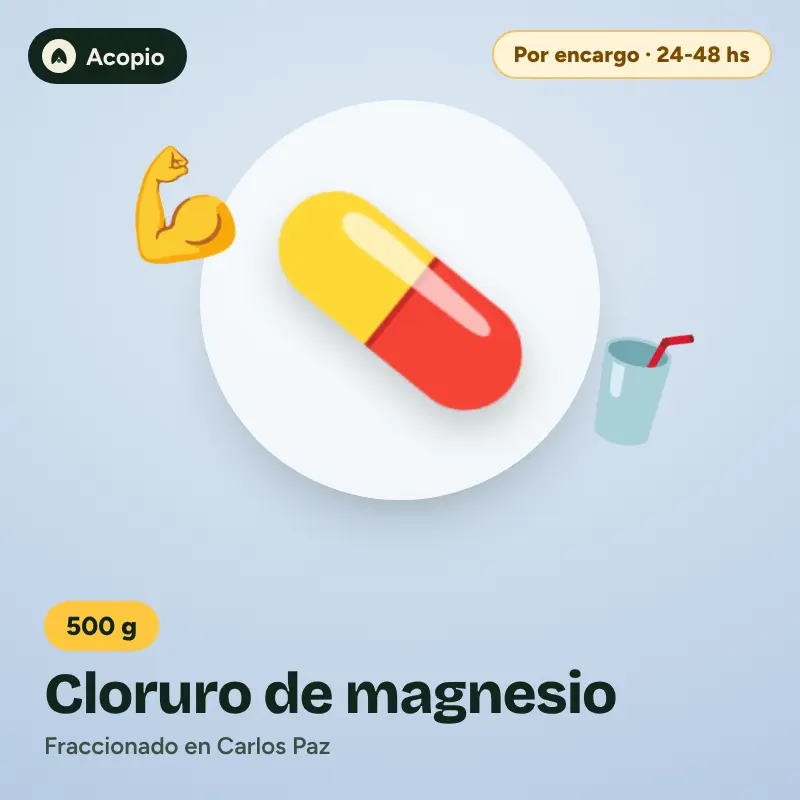 Acopio
Por encargo · 24-48 hs
500 g
Cloruro de magnesio
Fraccionado en Carlos Paz